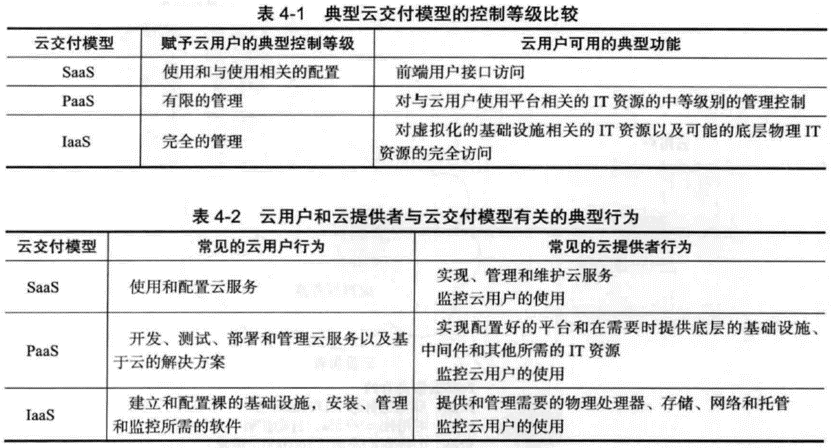 表 4-1 典型云交付模型的控制等级比较
云交付模型 赋予云用户的典型控制等级 云用户可用的典型功能
SaaS 使用和与使用相关的配置 前端用户接口访问
PaaS 有限的管理 对与云用户使用平台相关的 IT 资源的中等级别的管理控制
IaaS 完全的管理 对虚拟化的基础设施相关的 IT 资源以及可能的底层物理 IT
资源的完全访问
表 4-2 云用户和云提供者与云交付模型有关的典型行为
云交付模型 常见的云用户行为 常见的云提供者行为
SaaS 使用和配置云服务 实现、管理和维护云服务
监控云用户的使用
PaaS 开发、测试、部署和管理云服务以及基 实现配置好的平台和在需要时提供底层的基础设施、
于云的解决方案 中间件和其他所需的 IT 资源
监控云用户的使用
IaaS 建立和配置裸的基础设施，安装、管理 提供和管理需要的物理处理器、存储、网络和托管
和监控所需的软件 监控云用户的使用